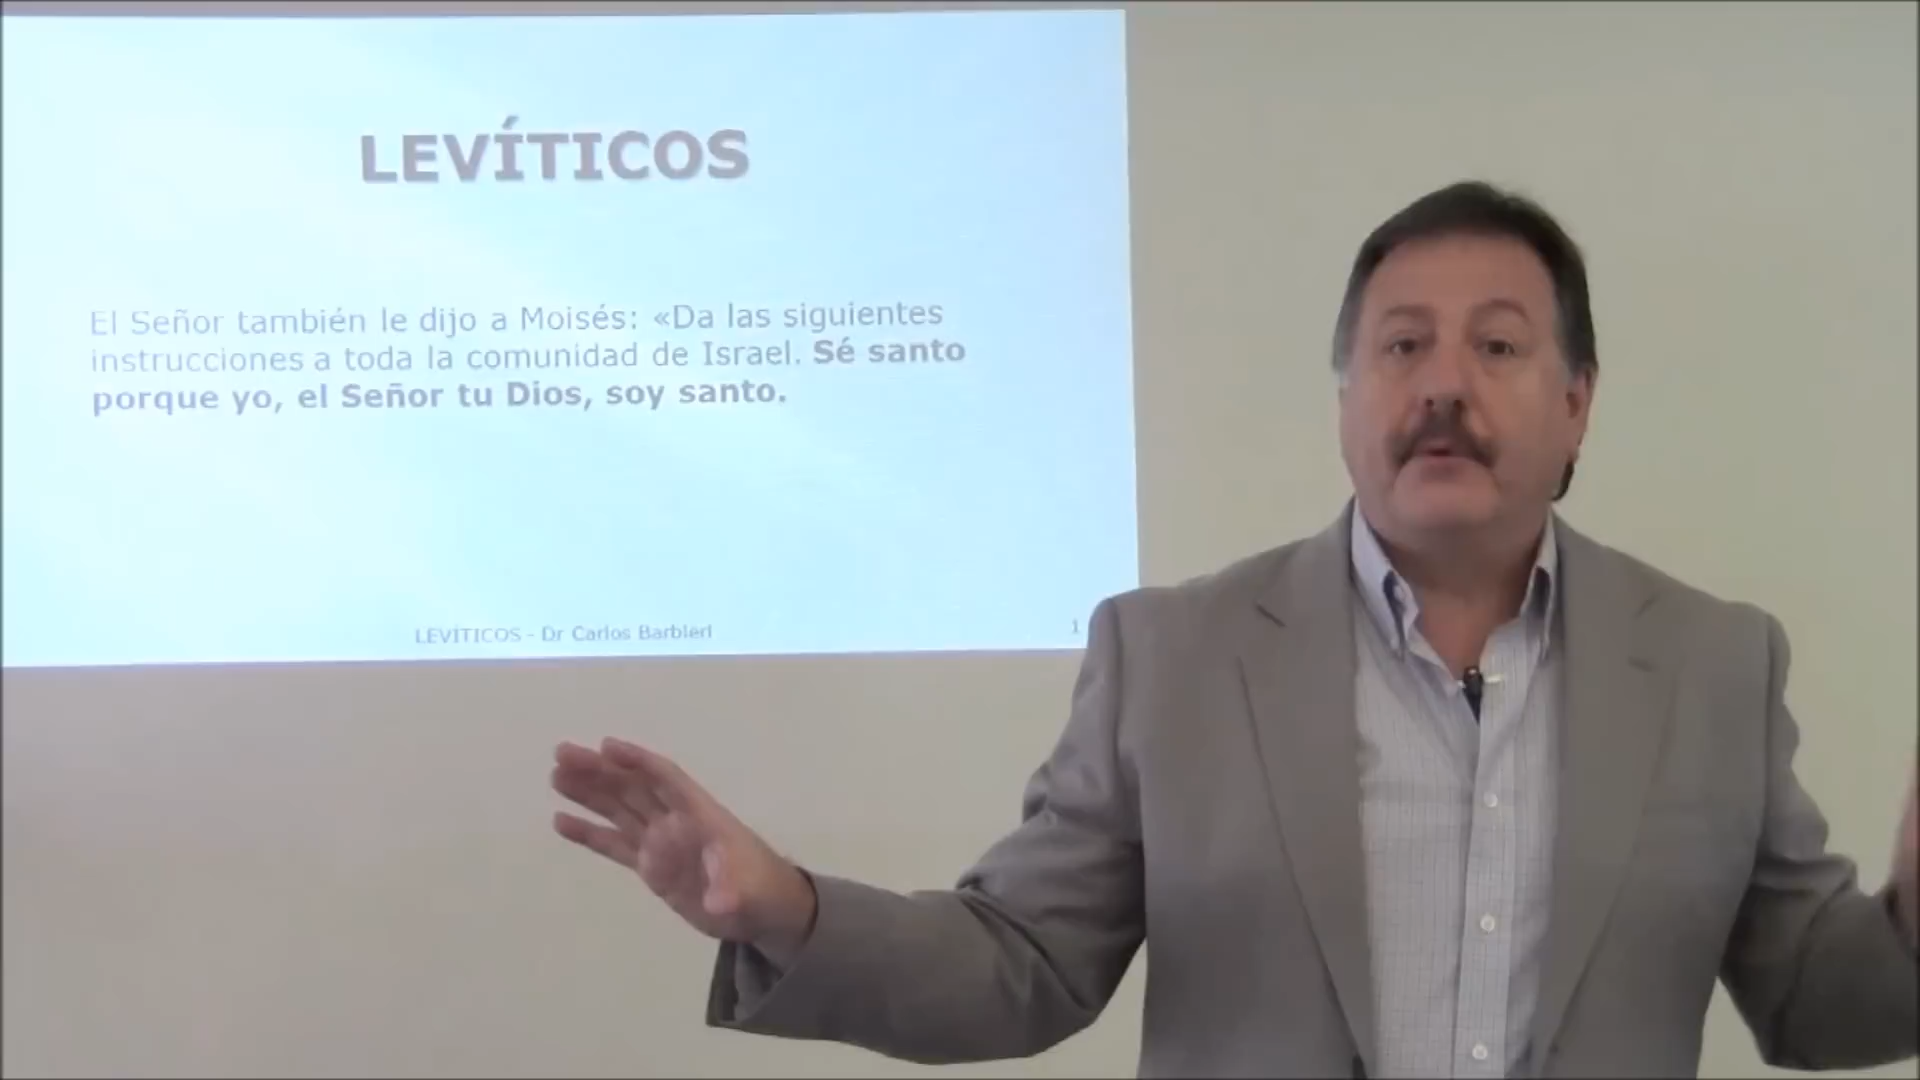 LEVÍTICOS
El Señor también le dijo a Moisés: «Da las siguientes
instrucciones a toda la comunidad de Israel. Sé santo
porque yo, el Señor tu Dios, soy santo.
LEVÍTICOS - Dr Carlos Barbieri
1